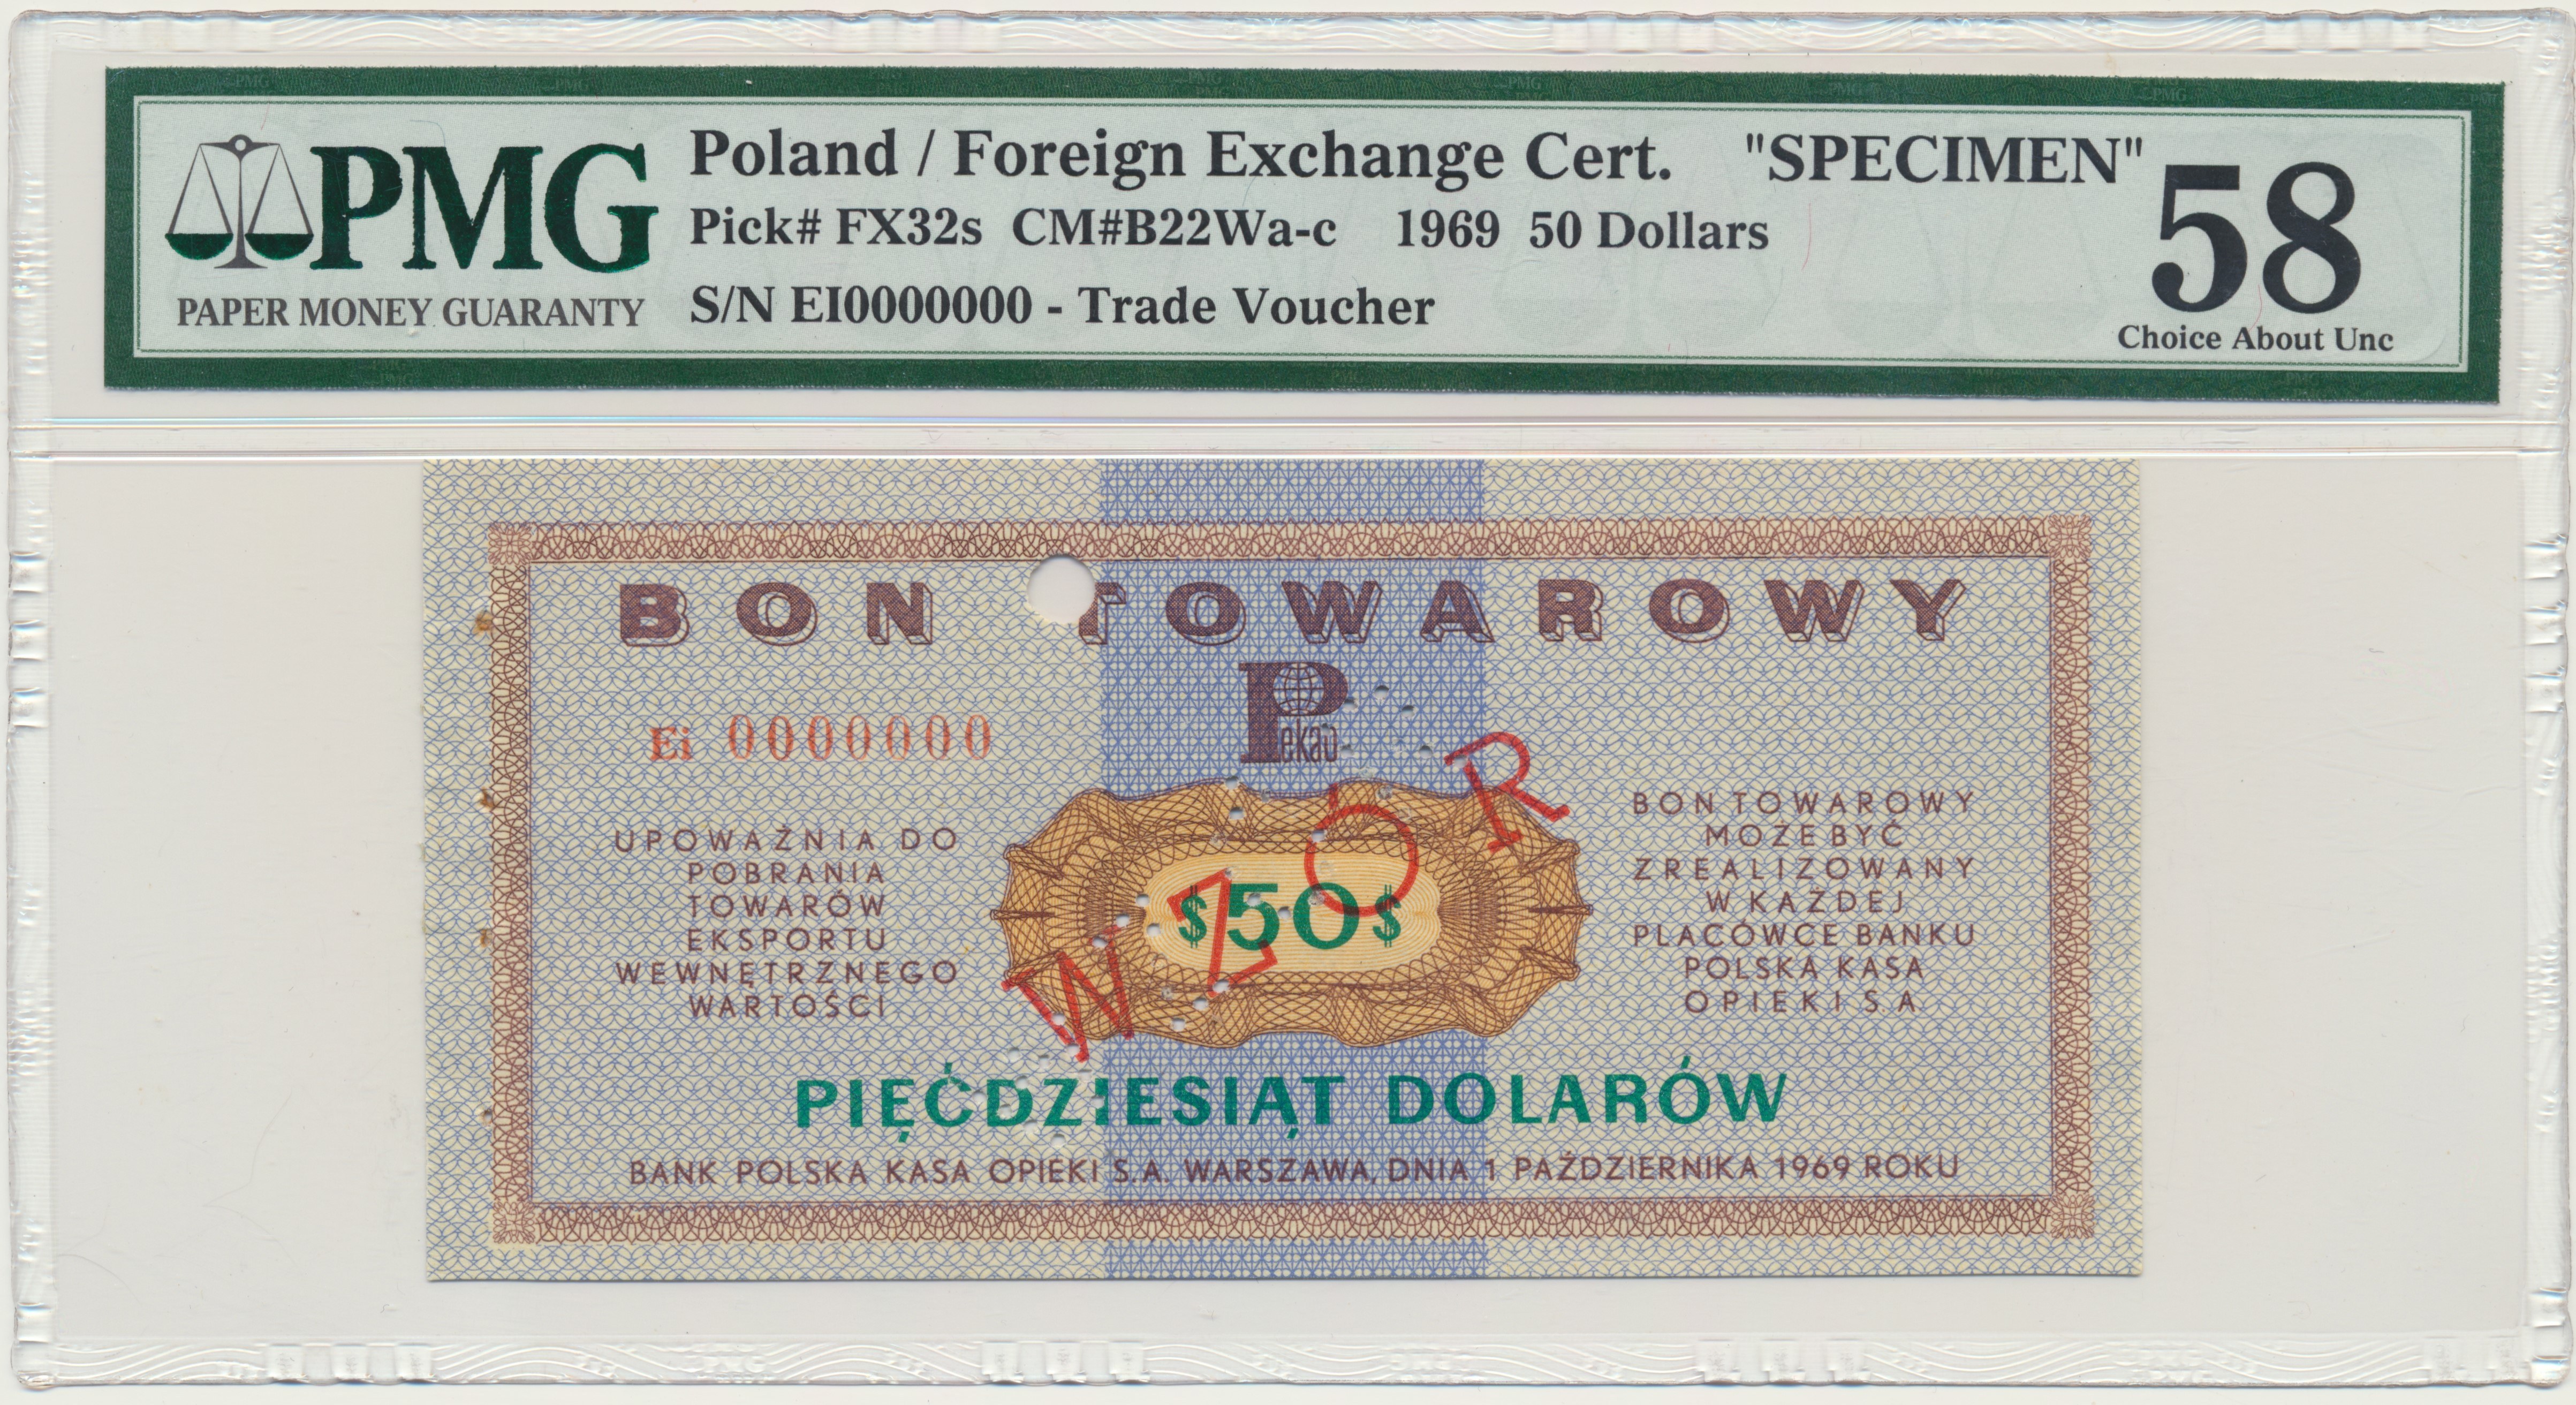 PMG
PAPER MONEY GUARANTY
Poland / Foreign Exchange Cert. "SPECIMEN"
Pick# FX32s CM#B22Wa-c 1969 50 Dollars
S/N EI0000000 - Trade Voucher
58
Choice About Unc
BON TOWAROWY
Pekao
Ei 0000000
UPOWAŻNIA DO
POBRANIA
TOWARÓW
EKSPORTU
WEWNĘTRZNEGO
WARTOŚCI
$50$
WZÓR
BON TOWAROWY
MOŻE BYĆ
ZREALIZOWANY
W KAŻDEJ
PLACÓWCE BANKU
POLSKA KASA
OPIEKI S.A.
PIĘĆDZIESIĄT DOLARÓW
BANK POLSKA KASA OPIEKI S.A. WARSZAWA, DNIA 1 PAŹDZIERNIKA 1969 ROKU